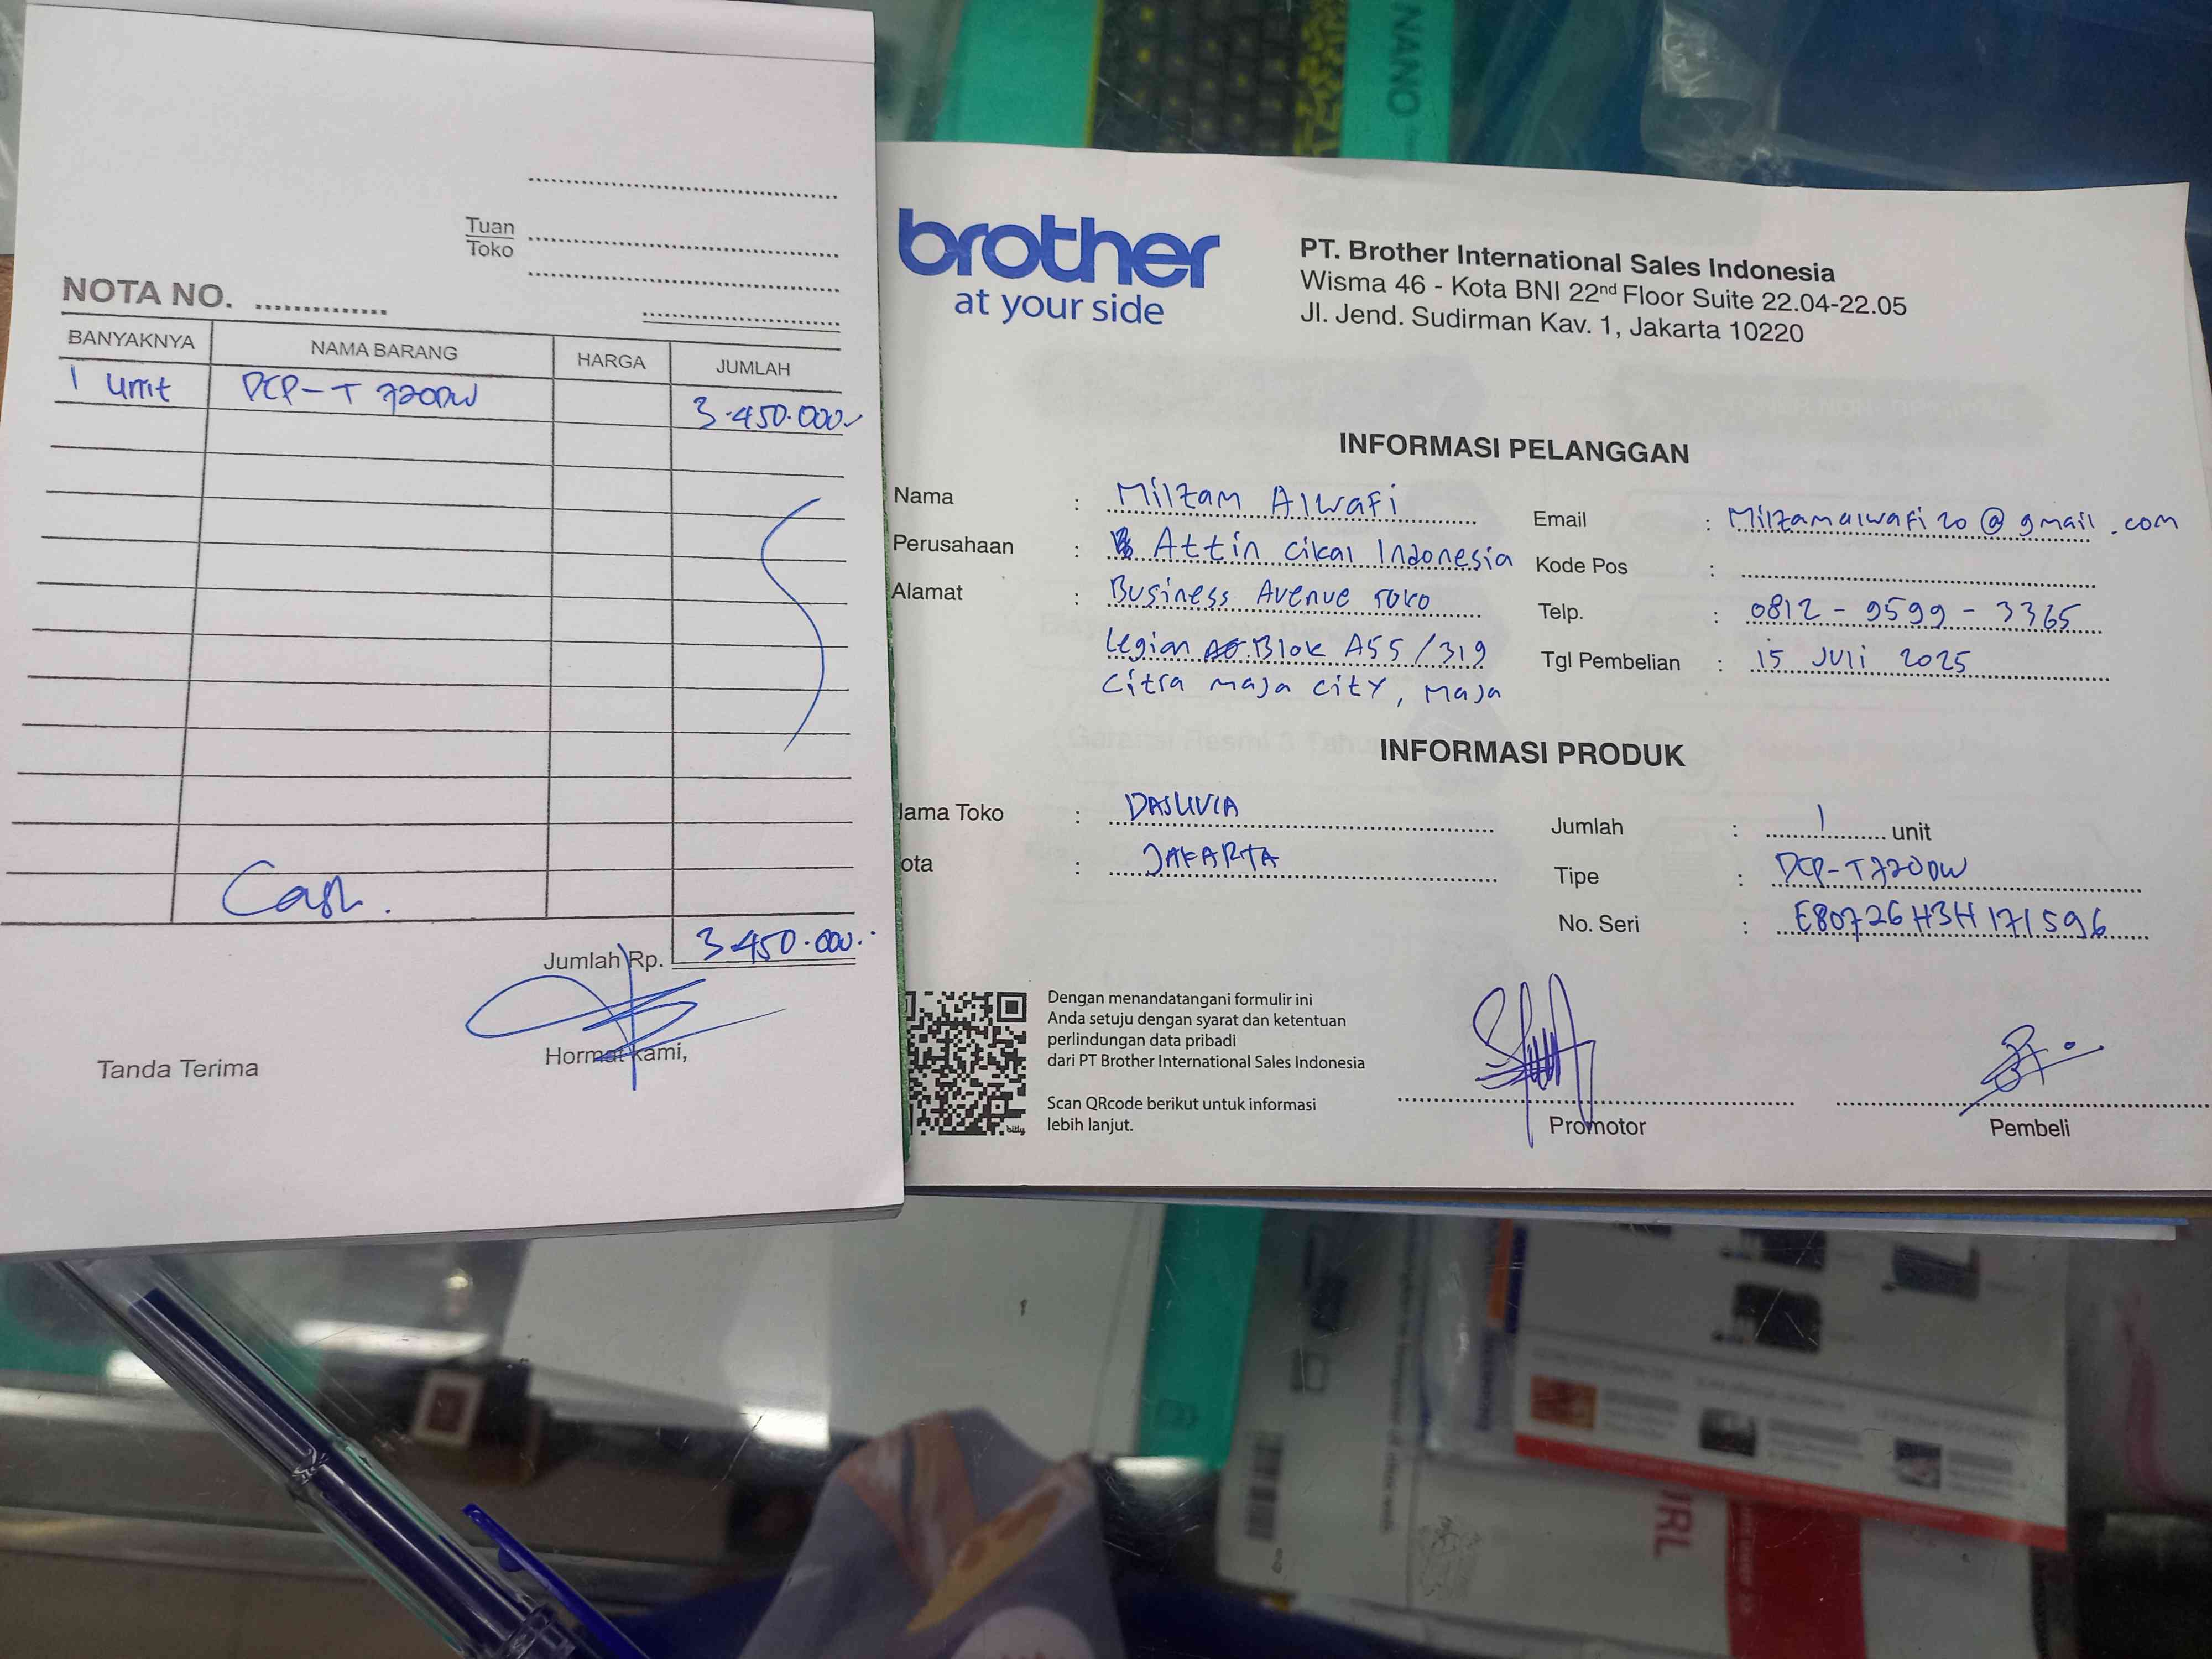 Tuan
Toko
NOTA NO.
BANYAKNYA NAMA BARANG HARGA JUMLAH
1 unit DCP-T720DW 3.450.000
Cash.
Jumlah Rp. 3.450.000
Tanda Terima Hormat kami,
brother
at your side
PT. Brother International Sales Indonesia
Wisma 46 - Kota BNI 22nd Floor Suite 22.04-22.05
Jl. Jend. Sudirman Kav. 1, Jakarta 10220
INFORMASI PELANGGAN
Nama : Milzam Alwafi
Perusahaan : Attin cikal Indonesia
Alamat : Business Avenue ruko
Legian Blok A55/319
Citra maja city, Maja
Email : Milzamalwafi20@gmail.com
Kode Pos :
Telp. : 0812-9599-3365
Tgl Pembelian : 15 Juli 2025
INFORMASI PRODUK
ama Toko :
ota : JAKARTA
Jumlah : 1 unit
Tipe : DCP-T720DW
No. Seri : E80726H3H171596
Dengan menandatangani formulir ini
Anda setuju dengan syarat dan ketentuan
perlindungan data pribadi
dari PT Brother International Sales Indonesia
Scan QRcode berikut untuk informasi
lebih lanjut.
bitly
Promotor
Pembeli
NANO